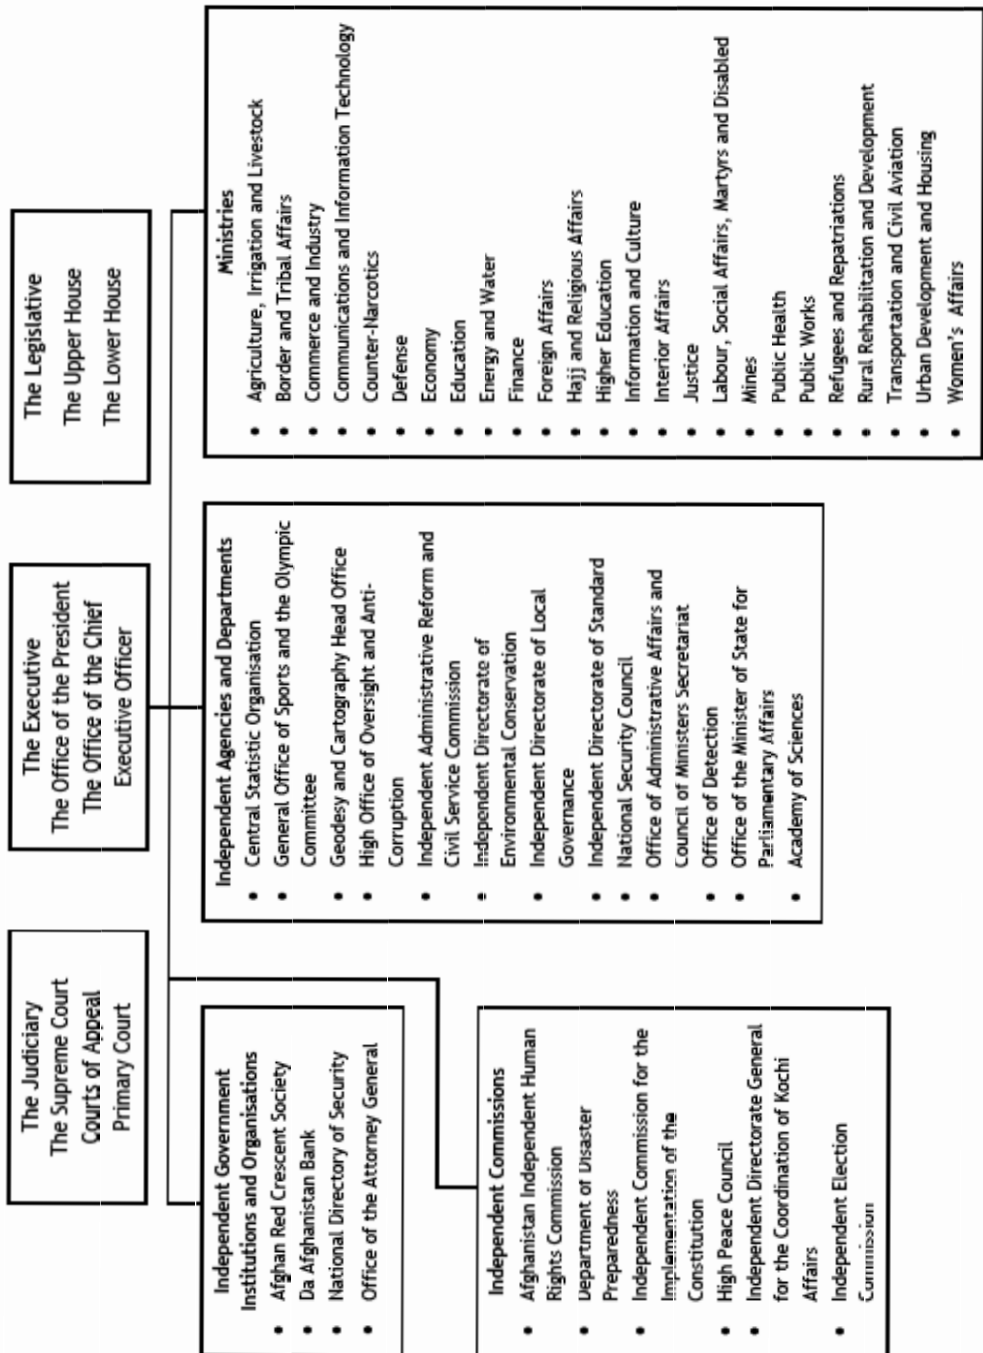 The Judiciary
The Supreme Court
Courts of Appeal
Primary Court
The Executive
The Office of the President
The Office of the Chief
Executive Officer
The Legislative
The Upper House
The Lower House
Independent Government
Institutions and Organisations
• Afghan Red Crescent Society
• Da Afghanistan Bank
• National Directory of Security
• Office of the Attorney General
Independent Commissions
• Afghanistan Independent Human
Rights Commission
• Department of Disaster
Preparedness
• Independent Commission for the
Implementation of the
Constitution
• High Peace Council
• Independent Directorate General
for the Coordination of Kochi
Affairs
• Independent Election
Commission
Independent Agencies and Departments
• Central Statistic Organisation
• General Office of Sports and the Olympic
Committee
• Geodesy and Cartography Head Office
• High Office of Oversight and Anti-
Corruption
• Independent Administrative Reform and
Civil Service Commission
• Independent Directorate of
Environmental Conservation
• Independent Directorate of Local
Governance
• Independent Directorate of Standard
• National Security Council
• Office of Administrative Affairs and
Council of Ministers Secretariat
• Office of Detection
• Office of the Minister of State for
Parliamentary Affairs
• Academy of Sciences
Ministries
• Agriculture, Irrigation and Livestock
• Border and Tribal Affairs
• Commerce and Industry
• Communications and Information Technology
• Counter-Narcotics
• Defense
• Economy
• Education
• Energy and Water
• Finance
• Foreign Affairs
• Hajj and Religious Affairs
• Higher Education
• Information and Culture
• Interior Affairs
• Justice
• Labour, Social Affairs, Martyrs and Disabled
• Mines
• Public Health
• Public Works
• Refugees and Repatriations
• Rural Rehabilitation and Development
• Transportation and Civil Aviation
• Urban Development and Housing
• Women's Affairs